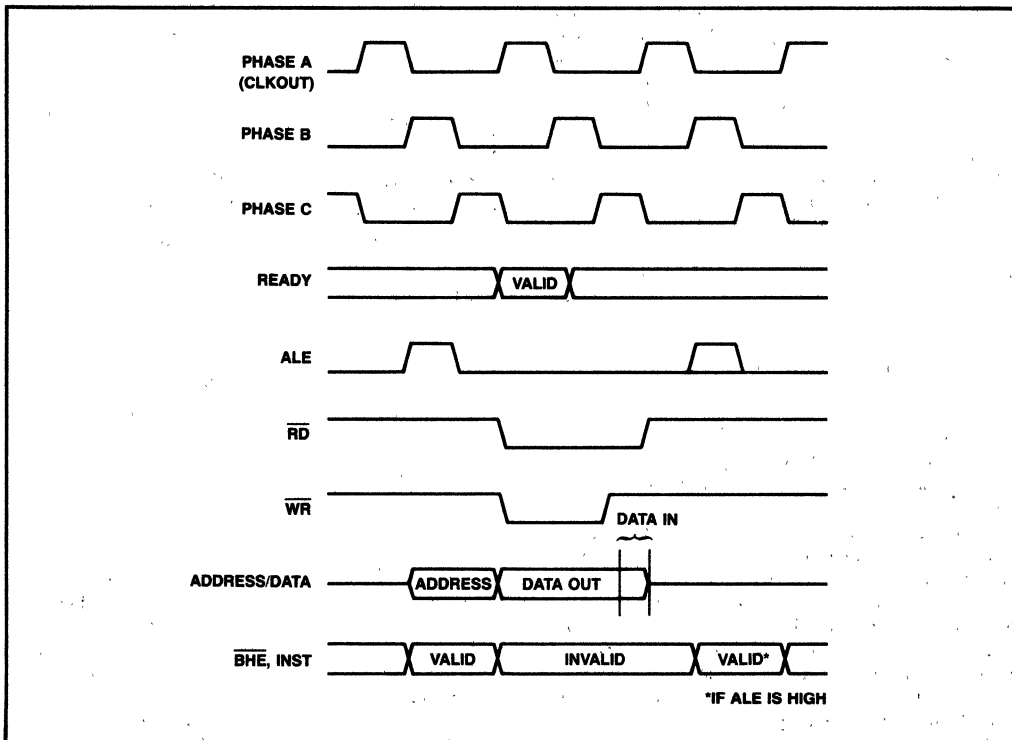 PHASE A
(CLKOUT)
PHASE B
PHASE C
READY
VALID
ALE
RD
WR
DATA IN
ADDRESS/DATA
ADDRESS
DATA OUT
BHE, INST
VALID
INVALID
VALID*
*IF ALE IS HIGH